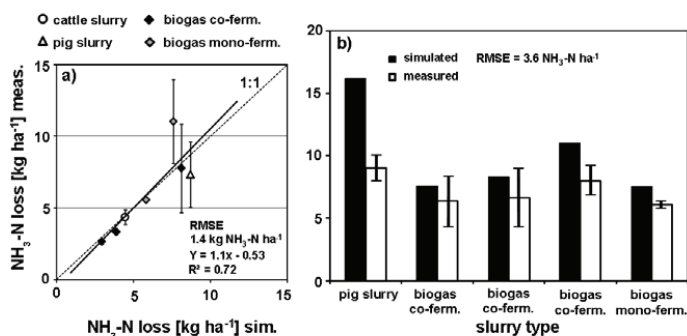 cattle slurry
biogas co-ferm.
pig slurry
biogas mono-ferm.
a)
1:1
15
10
5
0
NH₃-N loss [kg ha⁻¹] meas.
RMSE
1.4 kg NH₃-N ha⁻¹
Y = 1.1x - 0.53
R² = 0.72
0
5
10
15
NH₃-N loss [kg ha⁻¹] sim.
b)
simulated
RMSE = 3.6 NH₃-N ha⁻¹
measured
20
15
10
5
0
pig slurry
biogas
co-ferm.
biogas
co-ferm.
biogas
co-ferm.
biogas
mono-ferm.
slurry type